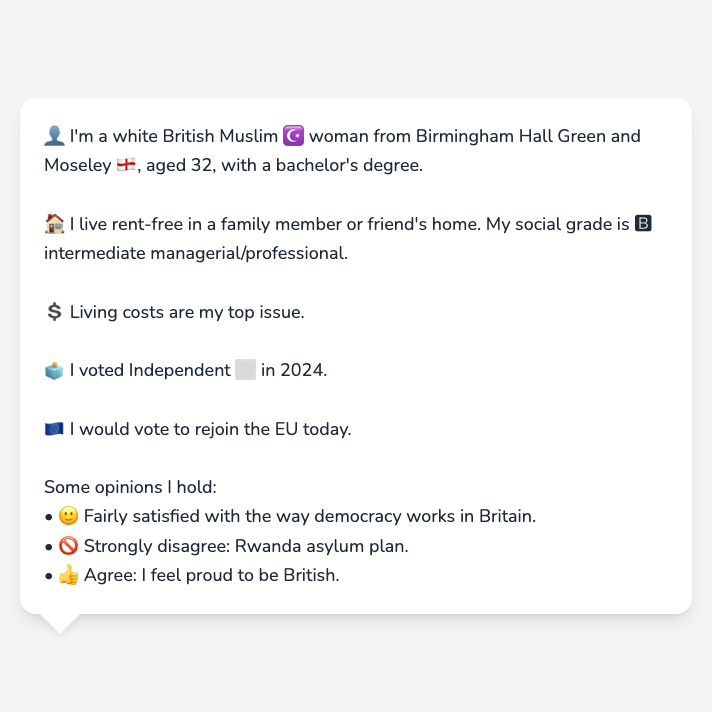 👤 I'm a white British Muslim ☪️ woman from Birmingham Hall Green and
Moseley 🏴󠁧󠁢󠁥󠁮󠁧󠁿, aged 32, with a bachelor's degree.
🏠 I live rent-free in a family member or friend's home. My social grade is 🅱
intermediate managerial/professional.
💲 Living costs are my top issue.
🗳️ I voted Independent ⬜ in 2024.
🇪🇺 I would vote to rejoin the EU today.
Some opinions I hold:
• 🙂 Fairly satisfied with the way democracy works in Britain.
• 🚫 Strongly disagree: Rwanda asylum plan.
• 👍 Agree: I feel proud to be British.